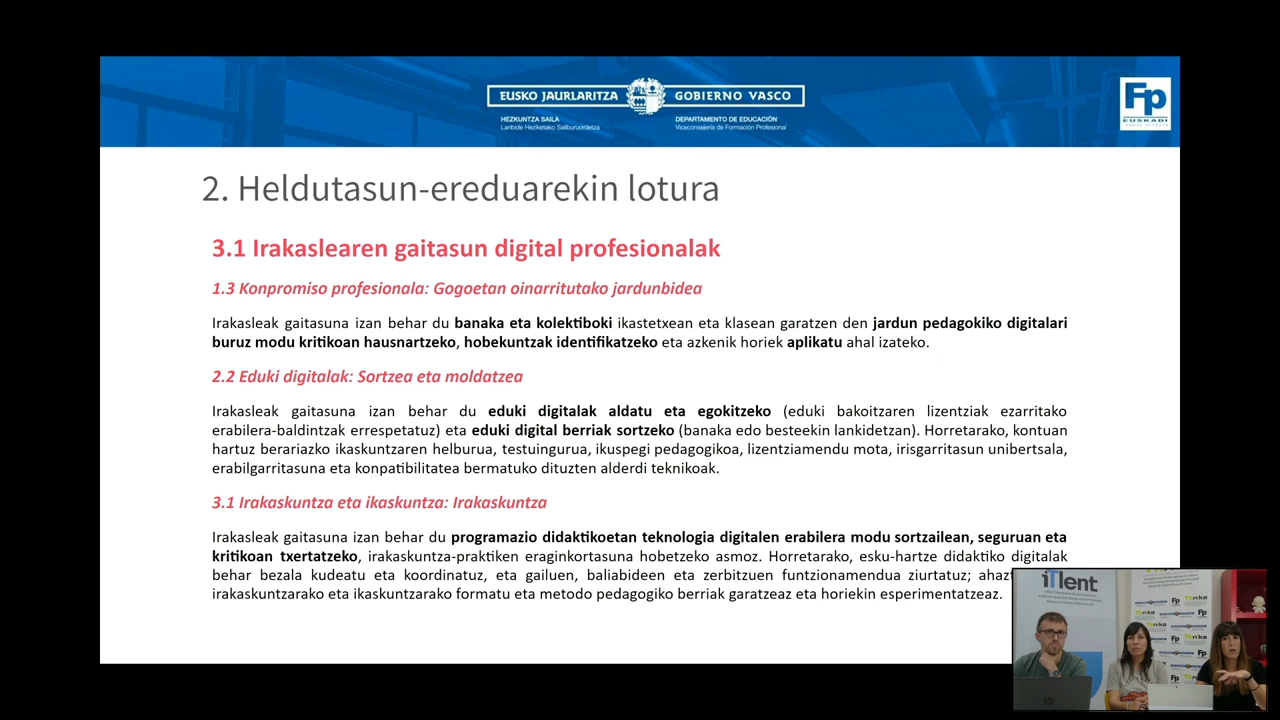 EUSKO JAURLARITZA
GOBIERNO VASCO
HEZKUNTZA SAILA
Lanbide Heziketako Sailburuordetza
DEPARTAMENTO DE EDUCACIÓN
Viceconsejería de Formación Profesional
Fp
EUSKADI
2. Heldutasun-ereduarekin lotura
3.1 Irakaslearen gaitasun digital profesionalak
1.3 Konpromiso profesionala: Gogoetan oinarritutako jardunbidea
Irakasleak gaitasuna izan behar du banaka eta kolektiboki ikastetxean eta klasean garatzen den jardun pedagokiko digitalari
buruz modu kritikoan hausnartzeko, hobekuntzak identifikatzeko eta azkenik horiek aplikatu ahal izateko.
2.2 Eduki digitalak: Sortzea eta moldatzea
Irakasleak gaitasuna izan behar du eduki digitalak aldatu eta egokitzeko (eduki bakoitzaren lizentziak ezarritako
erabilera-baldintzak errespetatuz) eta eduki digital berriak sortzeko (banaka edo besteekin lankidetzan). Horretarako, kontuan
hartuz berariazko ikaskuntzaren helburua, testuingurua, ikuspegi pedagogikoa, lizentziamendu mota, irisgarritasun unibertsala,
erabilgarritasuna eta konpatibilitatea bermatuko dituzten alderdi teknikoak.
3.1 Irakaskuntza eta ikaskuntza: Irakaskuntza
Irakasleak gaitasuna izan behar du programazio didaktikoetan teknologia digitalen erabilera modu sortzailean, seguruan eta
kritikoan txertatzeko, irakaskuntza-praktiken eraginkortasuna hobetzeko asmoz. Horretarako, esku-hartze didaktiko digitalak
behar bezala kudeatu eta koordinatuz, eta gailuen, baliabideen eta zerbitzuen funtzionamendua ziurtatuz;
irakaskuntzarako eta ikaskuntzarako formatu eta metodo pedagogiko berriak garatzeaz eta horiekin esperimentatzeaz.
iTlent
Tknika
Fp